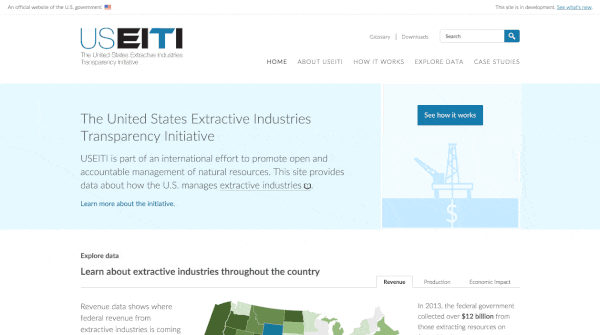 An official website of the U.S. government
This site is in development. See what's new.
USEITI
The United States Extractive Industries
Transparency Initiative
Glossary | Downloads
Search
HOME ABOUT USEITI HOW IT WORKS EXPLORE DATA CASE STUDIES
The United States Extractive Industries
Transparency Initiative
USEITI is part of an international effort to promote open and
accountable management of natural resources. This site provides
data about how the U.S. manages extractive industries.
Learn more about the initiative.
See how it works
$
Explore data
Learn about extractive industries throughout the country
Revenue Production Economic Impact
Revenue data shows where
federal revenue from
extractive industries is coming
In 2013, the federal government
collected over $12 billion from
those extracting resources on